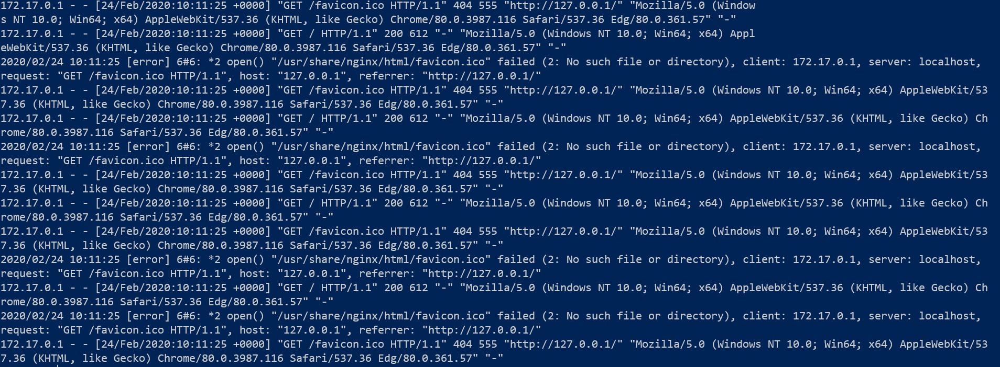 172.17.0.1 - - [24/Feb/2020:10:11:25 +0000] "GET /favicon.ico HTTP/1.1" 404 555 "http://127.0.0.1/" "Mozilla/5.0 (Window
s NT 10.0; Win64; x64) AppleWebKit/537.36 (KHTML, like Gecko) Chrome/80.0.3987.116 Safari/537.36 Edg/80.0.361.57" "-"
172.17.0.1 - - [24/Feb/2020:10:11:25 +0000] "GET / HTTP/1.1" 200 612 "-" "Mozilla/5.0 (Windows NT 10.0; Win64; x64) Appl
eWebKit/537.36 (KHTML, like Gecko) Chrome/80.0.3987.116 Safari/537.36 Edg/80.0.361.57" "-"
2020/02/24 10:11:25 [error] 6#6: *2 open() "/usr/share/nginx/html/favicon.ico" failed (2: No such file or directory), client: 172.17.0.1, server: localhost,
request: "GET /favicon.ico HTTP/1.1", host: "127.0.0.1", referrer: "http://127.0.0.1/"
172.17.0.1 - - [24/Feb/2020:10:11:25 +0000] "GET /favicon.ico HTTP/1.1" 404 555 "http://127.0.0.1/" "Mozilla/5.0 (Windows NT 10.0; Win64; x64) AppleWebKit/53
7.36 (KHTML, like Gecko) Chrome/80.0.3987.116 Safari/537.36 Edg/80.0.361.57" "-"
172.17.0.1 - - [24/Feb/2020:10:11:25 +0000] "GET / HTTP/1.1" 200 612 "-" "Mozilla/5.0 (Windows NT 10.0; Win64; x64) AppleWebKit/537.36 (KHTML, like Gecko) Ch
rome/80.0.3987.116 Safari/537.36 Edg/80.0.361.57" "-"
2020/02/24 10:11:25 [error] 6#6: *2 open() "/usr/share/nginx/html/favicon.ico" failed (2: No such file or directory), client: 172.17.0.1, server: localhost,
request: "GET /favicon.ico HTTP/1.1", host: "127.0.0.1", referrer: "http://127.0.0.1/"
172.17.0.1 - - [24/Feb/2020:10:11:25 +0000] "GET /favicon.ico HTTP/1.1" 404 555 "http://127.0.0.1/" "Mozilla/5.0 (Windows NT 10.0; Win64; x64) AppleWebKit/53
7.36 (KHTML, like Gecko) Chrome/80.0.3987.116 Safari/537.36 Edg/80.0.361.57" "-"
172.17.0.1 - - [24/Feb/2020:10:11:25 +0000] "GET / HTTP/1.1" 200 612 "-" "Mozilla/5.0 (Windows NT 10.0; Win64; x64) AppleWebKit/537.36 (KHTML, like Gecko) Ch
rome/80.0.3987.116 Safari/537.36 Edg/80.0.361.57" "-"
172.17.0.1 - - [24/Feb/2020:10:11:25 +0000] "GET /favicon.ico HTTP/1.1" 404 555 "http://127.0.0.1/" "Mozilla/5.0 (Windows NT 10.0; Win64; x64) AppleWebKit/53
7.36 (KHTML, like Gecko) Chrome/80.0.3987.116 Safari/537.36 Edg/80.0.361.57" "-"
2020/02/24 10:11:25 [error] 6#6: *2 open() "/usr/share/nginx/html/favicon.ico" failed (2: No such file or directory), client: 172.17.0.1, server: localhost,
request: "GET /favicon.ico HTTP/1.1", host: "127.0.0.1", referrer: "http://127.0.0.1/"
172.17.0.1 - - [24/Feb/2020:10:11:25 +0000] "GET / HTTP/1.1" 200 612 "-" "Mozilla/5.0 (Windows NT 10.0; Win64; x64) AppleWebKit/537.36 (KHTML, like Gecko) Ch
rome/80.0.3987.116 Safari/537.36 Edg/80.0.361.57" "-"
2020/02/24 10:11:25 [error] 6#6: *2 open() "/usr/share/nginx/html/favicon.ico" failed (2: No such file or directory), client: 172.17.0.1, server: localhost,
request: "GET /favicon.ico HTTP/1.1", host: "127.0.0.1", referrer: "http://127.0.0.1/"
172.17.0.1 - - [24/Feb/2020:10:11:25 +0000] "GET /favicon.ico HTTP/1.1" 404 555 "http://127.0.0.1/" "Mozilla/5.0 (Windows NT 10.0; Win64; x64) AppleWebKit/53
7.36 (KHTML, like Gecko) Chrome/80.0.3987.116 Safari/537.36 Edg/80.0.361.57" "-"